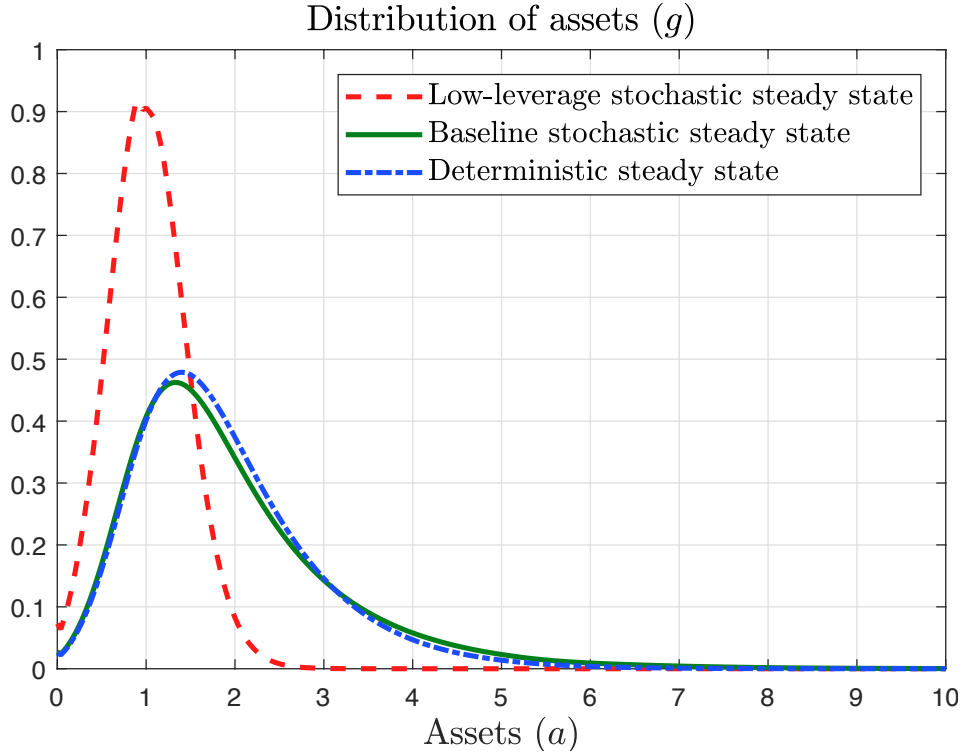 Distribution of assets (g)
1
0.9
0.8
0.7
0.6
0.5
0.4
0.3
0.2
0.1
0
Low-leverage stochastic steady state
Baseline stochastic steady state
Deterministic steady state
0 1 2 3 4 5 6 7 8 9 10
Assets (a)